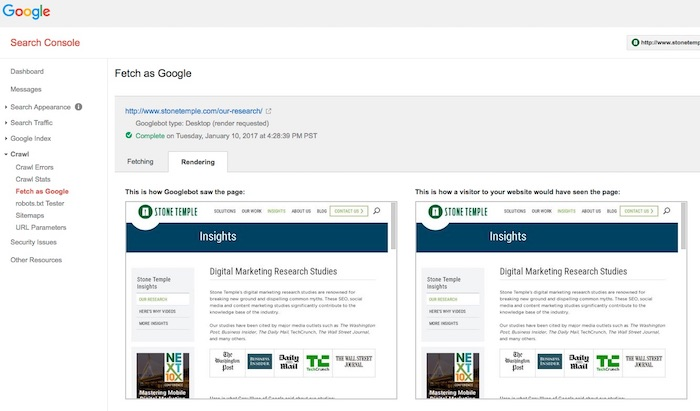 Google
Search Console
http://www.stonetemp
Dashboard
Messages
Search Appearance
Search Traffic
Google Index
Crawl
Crawl Errors
Crawl Stats
Fetch as Google
robots.txt Tester
Sitemaps
URL Parameters
Security Issues
Other Resources
Fetch as Google
http://www.stonetemple.com/our-research/
Googlebot type: Desktop (render requested)
Complete on Tuesday, January 10, 2017 at 4:28:39 PM PST
Fetching
Rendering
This is how Googlebot saw the page:
STONE TEMPLE
SOLUTIONS OUR WORK INSIGHTS ABOUT US BLOG CONTACT US
Insights
Stone Temple
Insights
OUR RESEARCH
HERE'S WHY VIDEOS
MORE INSIGHTS
NEXT10X
Mastering Mobile
Digital Marketing Research Studies
Stone Temple's digital marketing research studies are renowned for
breaking new ground and dispelling common myths. These SEO, social
media and content marketing studies significantly contribute to the
knowledge base of the industry.
Our studies have been cited by major media outlets such as The Washington
Post, Business Insider, The Daily Mail, TechCrunch, The Wall Street Journal,
and many others.
The Washington Post
BUSINESS INSIDER
Daily Mail
TechCrunch
THE WALL STREET JOURNAL
This is how a visitor to your website would have seen the page:
STONE TEMPLE
SOLUTIONS OUR WORK INSIGHTS ABOUT US BLOG CONTACT US
Insights
Stone Temple
Insights
OUR RESEARCH
HERE'S WHY VIDEOS
MORE INSIGHTS
NEXT10X
Mastering Mobile
Digital Marketing Research Studies
Stone Temple's digital marketing research studies are renowned for
breaking new ground and dispelling common myths. These SEO, social
media and content marketing studies significantly contribute to the
knowledge base of the industry.
Our studies have been cited by major media outlets such as The Washington
Post, Business Insider, The Daily Mail, TechCrunch, The Wall Street Journal,
and many others.
The Washington Post
BUSINESS INSIDER
Daily Mail
TechCrunch
THE WALL STREET JOURNAL